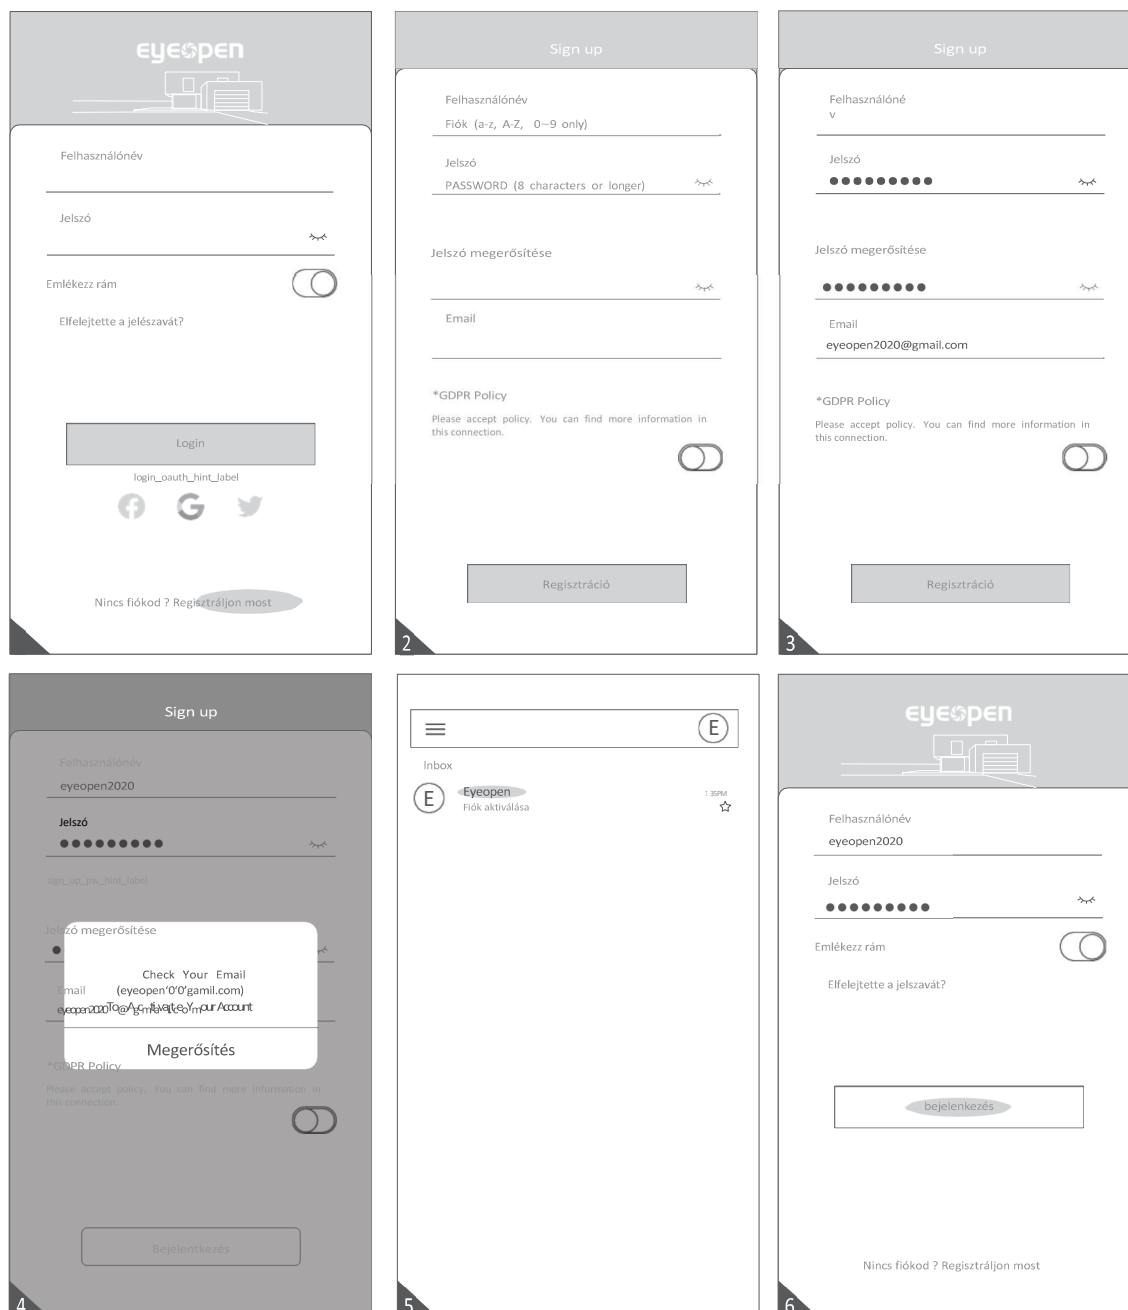 eyeopen
Felhasználónév
Jelszó
Emlékezz rám
Elfelejtette a jelészavát?
Login
login_oauth_hint_label
Nincs fiókod ? Regisztráljon most
Sign up
Felhasználónév
Fiók (a-z, A-Z, 0~9 only)
Jelszó
PASSWORD (8 characters or longer)
Jelszó megerősítése
Email
*GDPR Policy
Please accept policy. You can find more information in
this connection.
Regisztráció
2
Sign up
Felhasználóné
v
Jelszó
Jelszó megerősítése
Email
eyeopen2020@gmail.com
*GDPR Policy
Please accept policy. You can find more information in
this connection.
Regisztráció
3
Sign up
Felhasználónév
eyeopen2020
Jelszó
sign_up_pw_hint_label
Jelszó megerősítése
Check Your Email
Email (eyeopen'0'0'gamil.com)
Account
Megerősítés
*GDPR Policy
Please accept policy. You can find more information in
this connection.
Bejelentkezés
4
E
Inbox
E
Eyeopen
1 35PM
Fiók aktiválása
5
eyeopen
Felhasználónév
eyeopen2020
Jelszó
Emlékezz rám
Elfelejtette a jelszavát?
bejelenkezés
Nincs fiókod ? Regisztráljon most
6